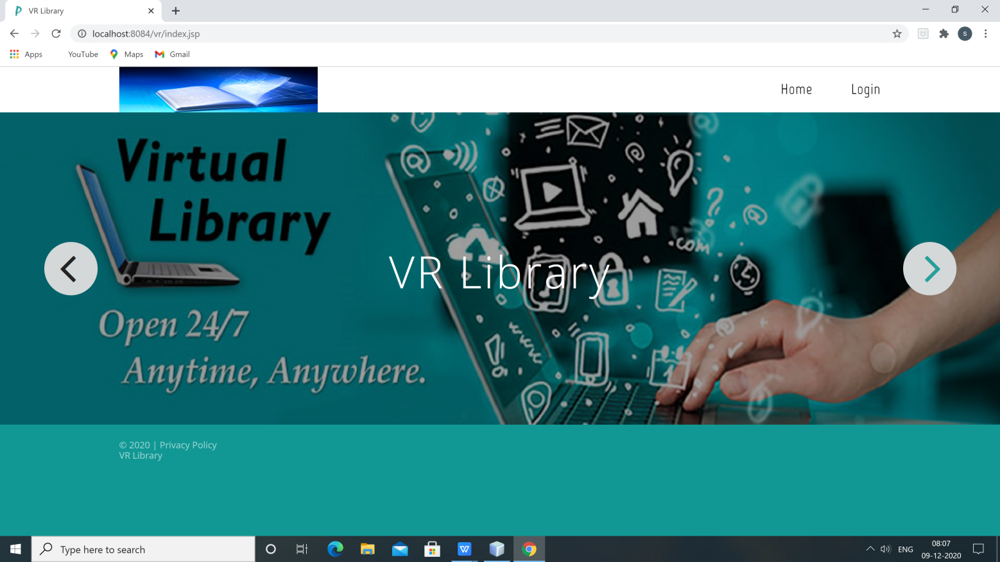 VR Library
localhost:8084/vr/index.jsp
s
Apps YouTube Maps Gmail
Home Login
Virtual
Library
@
@
?
@
.com
VR Library
Open 24/7
www
@
Anytime, Anywhere.
1
© 2020 | Privacy Policy
VR Library
Type here to search
W
ENG
08:07
09-12-2020